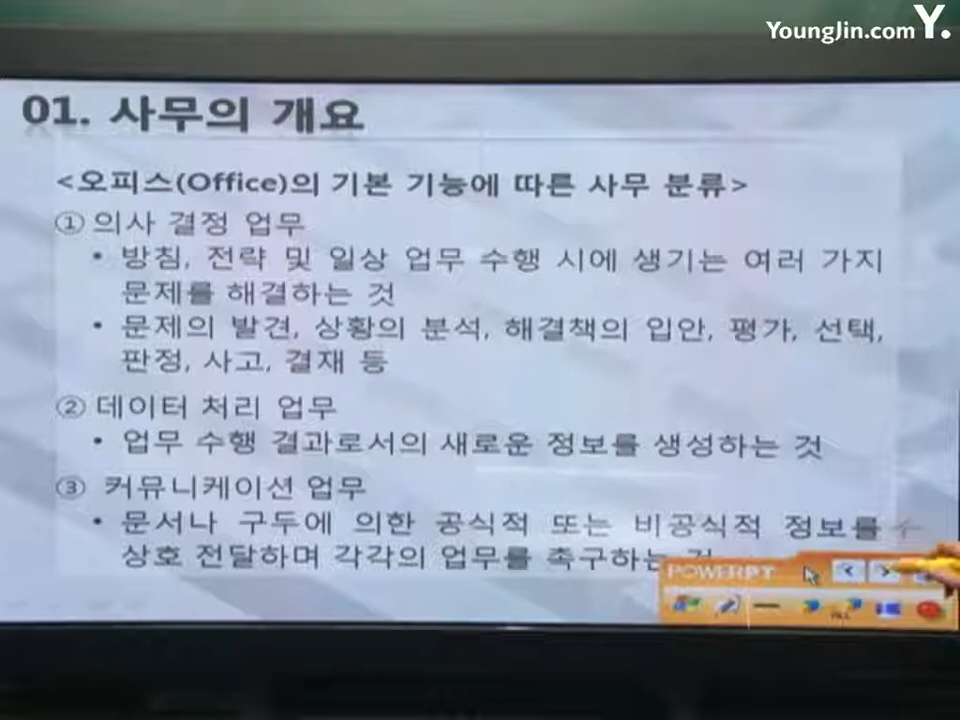 YoungJin.com Y.
01. 사무의 개요
<오피스(Office)의 기본 기능에 따른 사무 분류>
① 의사 결정 업무
• 방침, 전략 및 일상 업무 수행 시에 생기는 여러 가지
문제를 해결하는 것
• 문제의 발견, 상황의 분석, 해결책의 입안, 평가, 선택,
판정, 사고, 결재 등
② 데이터 처리 업무
• 업무 수행 결과로서의 새로운 정보를 생성하는 것
③ 커뮤니케이션 업무
• 문서나 구두에 의한 공식적 또는 비공식적 정보를
상호 전달하며 각각의 업무를 촉구하는
POWERPT